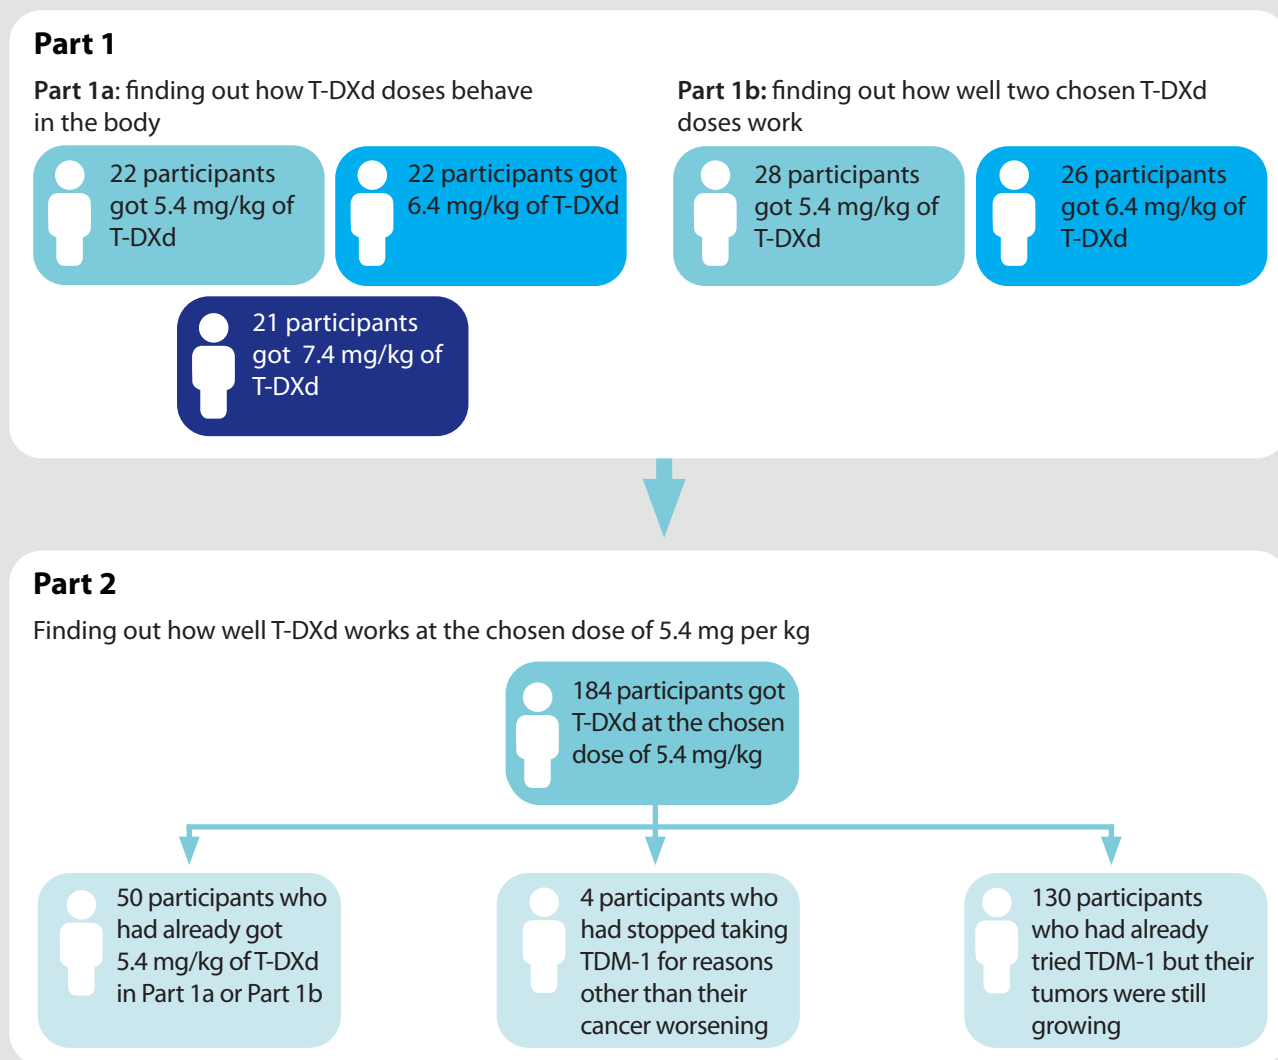 Part 1
Part 1a: finding out how T-DXd doses behave
in the body
22 participants
got 5.4 mg/kg of
T-DXd
22 participants got
6.4 mg/kg of T-DXd
21 participants
got 7.4 mg/kg of
T-DXd
Part 1b: finding out how well two chosen T-DXd
doses work
28 participants
got 5.4 mg/kg of
T-DXd
26 participants
got 6.4 mg/kg of
T-DXd
Part 2
Finding out how well T-DXd works at the chosen dose of 5.4 mg per kg
184 participants got
T-DXd at the chosen
dose of 5.4 mg/kg
50 participants who
had already got
5.4 mg/kg of T-DXd
in Part 1a or Part 1b
4 participants who
had stopped taking
TDM-1 for reasons
other than their
cancer worsening
130 participants
who had already
tried TDM-1 but their
tumors were still
growing